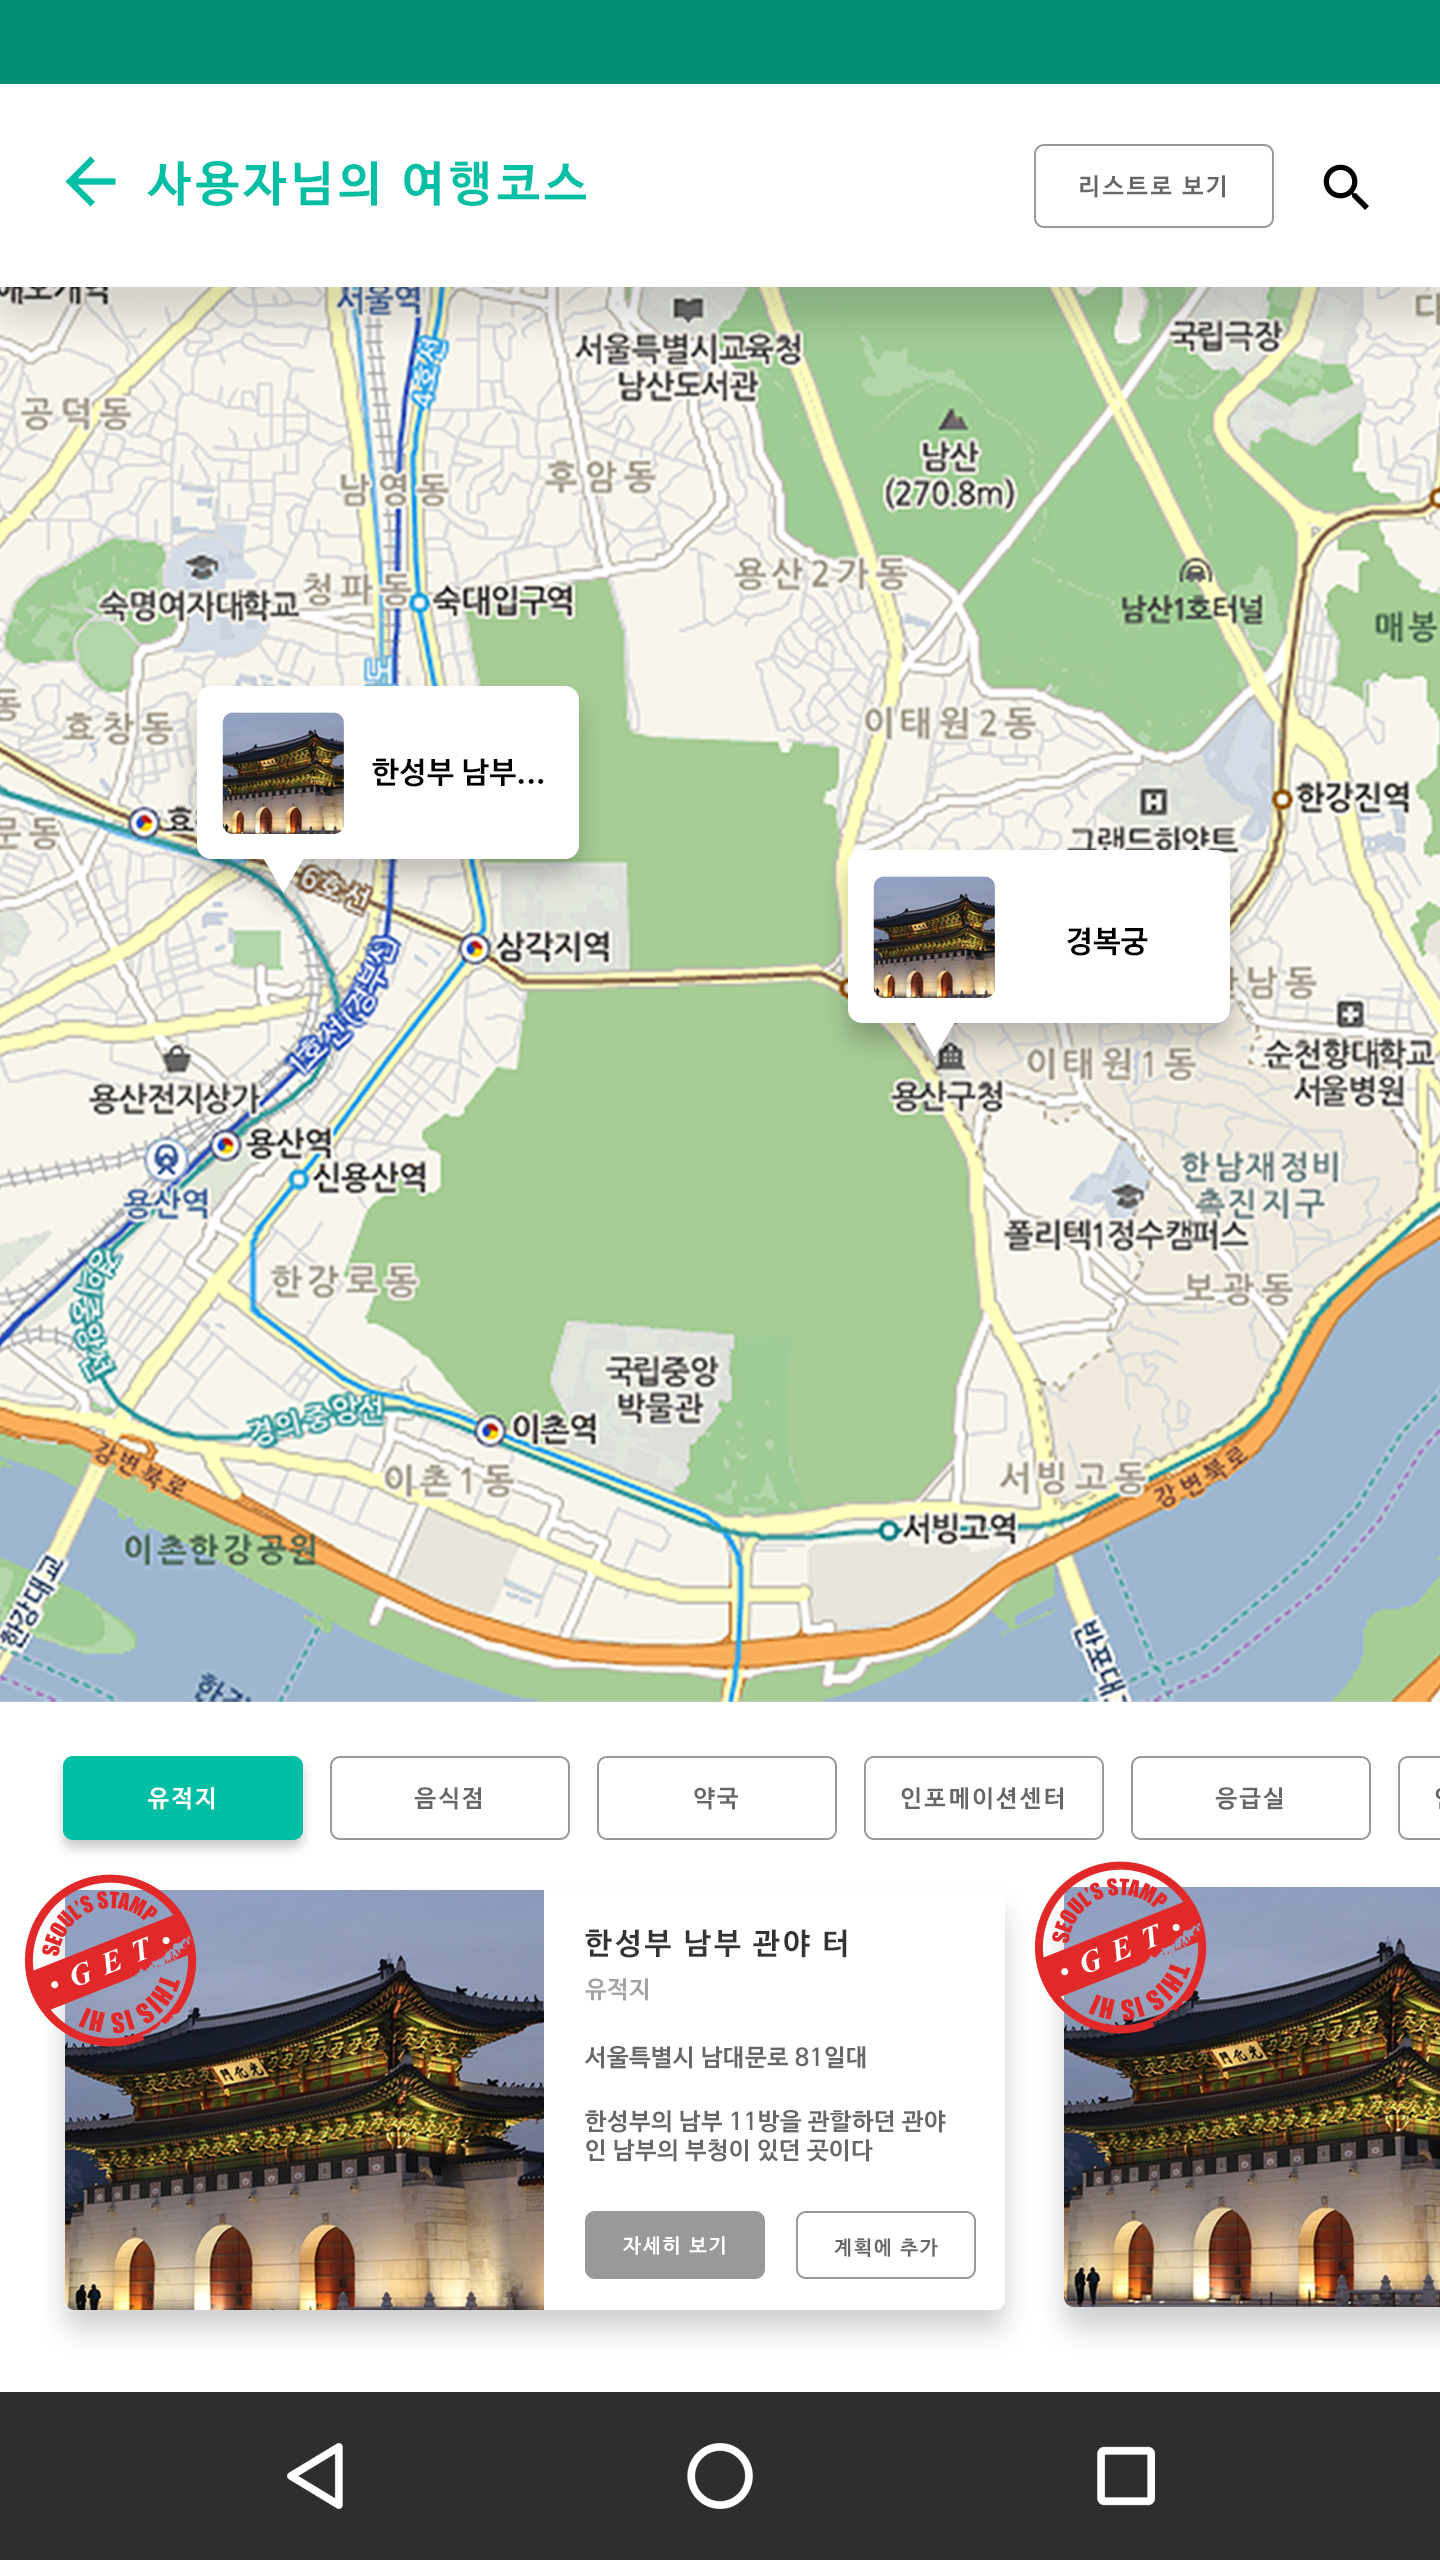 사용자님의 여행코스
리스트로 보기
서울역
4호선
서울특별시교육청
남산도서관
국립극장
공덕동
남산
(270.8m)
남영동
후암동
용산2가동
숙명여자대학교
청파동
숙대입구역
남산1호터널
매봉
효창동
이태원2동
한성부 남부...
한강진역
그랜드하얏트
6호선
삼각지역
경복궁
1호선(경부선)
용산전자상가
용산구청
이태원1동
순천향대학교
서울병원
용산역
용산역
신용산역
한남재정비
촉진지구
폴리텍1정수캠퍼스
한강로동
보광동
경의중앙선
국립중앙
박물관
경의중앙선
이촌역
강변북로
이촌1동
서빙고동
강변북로
이촌한강공원
서빙고역
한강대교
유적지
음식점
약국
인포메이션센터
응급실
SEOUL'S STAMP
· GET ·
THIS IS HI
한성부 남부 관야 터
유적지
서울특별시 남대문로 81일대
한성부의 남부 11방을 관할하던 관야
인 남부의 부청이 있던 곳이다
자세히 보기
계획에 추가
SEOUL'S STAMP
· GET ·
THIS IS HI